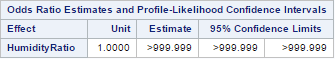 Odds Ratio Estimates and Profile-Likelihood Confidence Intervals
Effect Unit Estimate 95% Confidence Limits
HumidityRatio 1.0000 >999.999 >999.999 >999.999